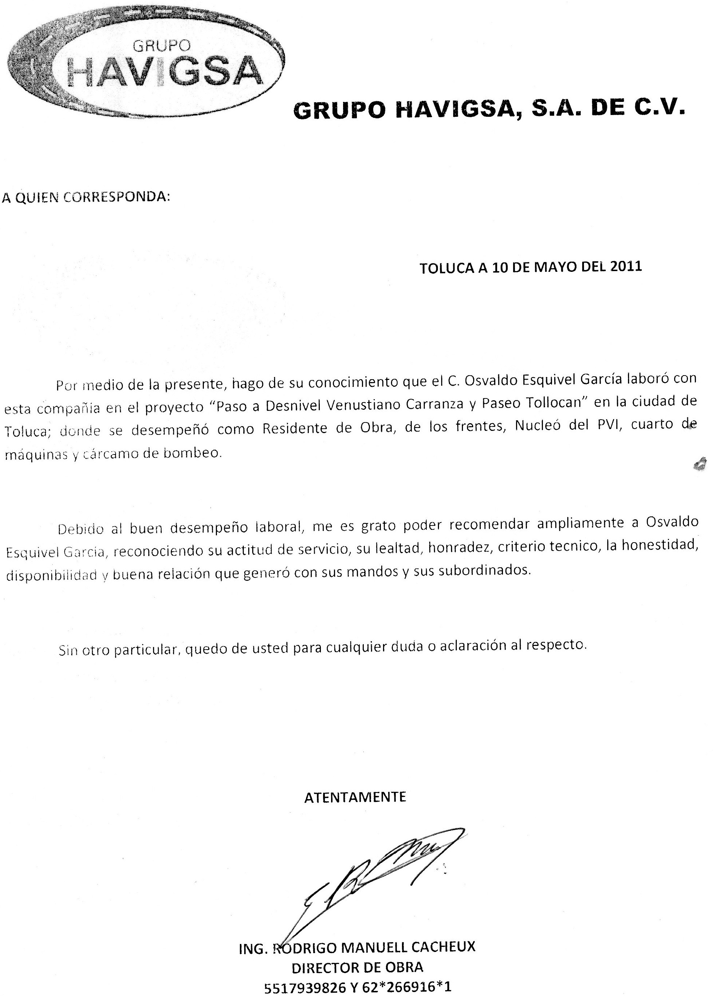 GRUPO
HAVIGSA
GRUPO HAVIGSA, S.A. DE C.V.
A QUIEN CORRESPONDA:
TOLUCA A 10 DE MAYO DEL 2011
Por medio de la presente, hago de su conocimiento que el C. Osvaldo Esquivel García laboró con
esta compañia en el proyecto “Paso a Desnivel Venustiano Carranza y Paseo Tollocan” en la ciudad de
Toluca; donde se desempeñó como Residente de Obra, de los frentes, Nucleó del PVI, cuarto de
máquinas y cárcamo de bombeo.
Debido al buen desempeño laboral, me es grato poder recomendar ampliamente a Osvaldo
Esquivel García, reconociendo su actitud de servicio, su lealtad, honradez, criterio tecnico, la honestidad,
disponibilidad y buena relación que generó con sus mandos y sus subordinados.
Sin otro particular, quedo de usted para cualquier duda o aclaración al respecto.
ATENTAMENTE
ING. RODRIGO MANUELL CACHEUX
DIRECTOR DE OBRA
5517939826 Y 62*266916*1